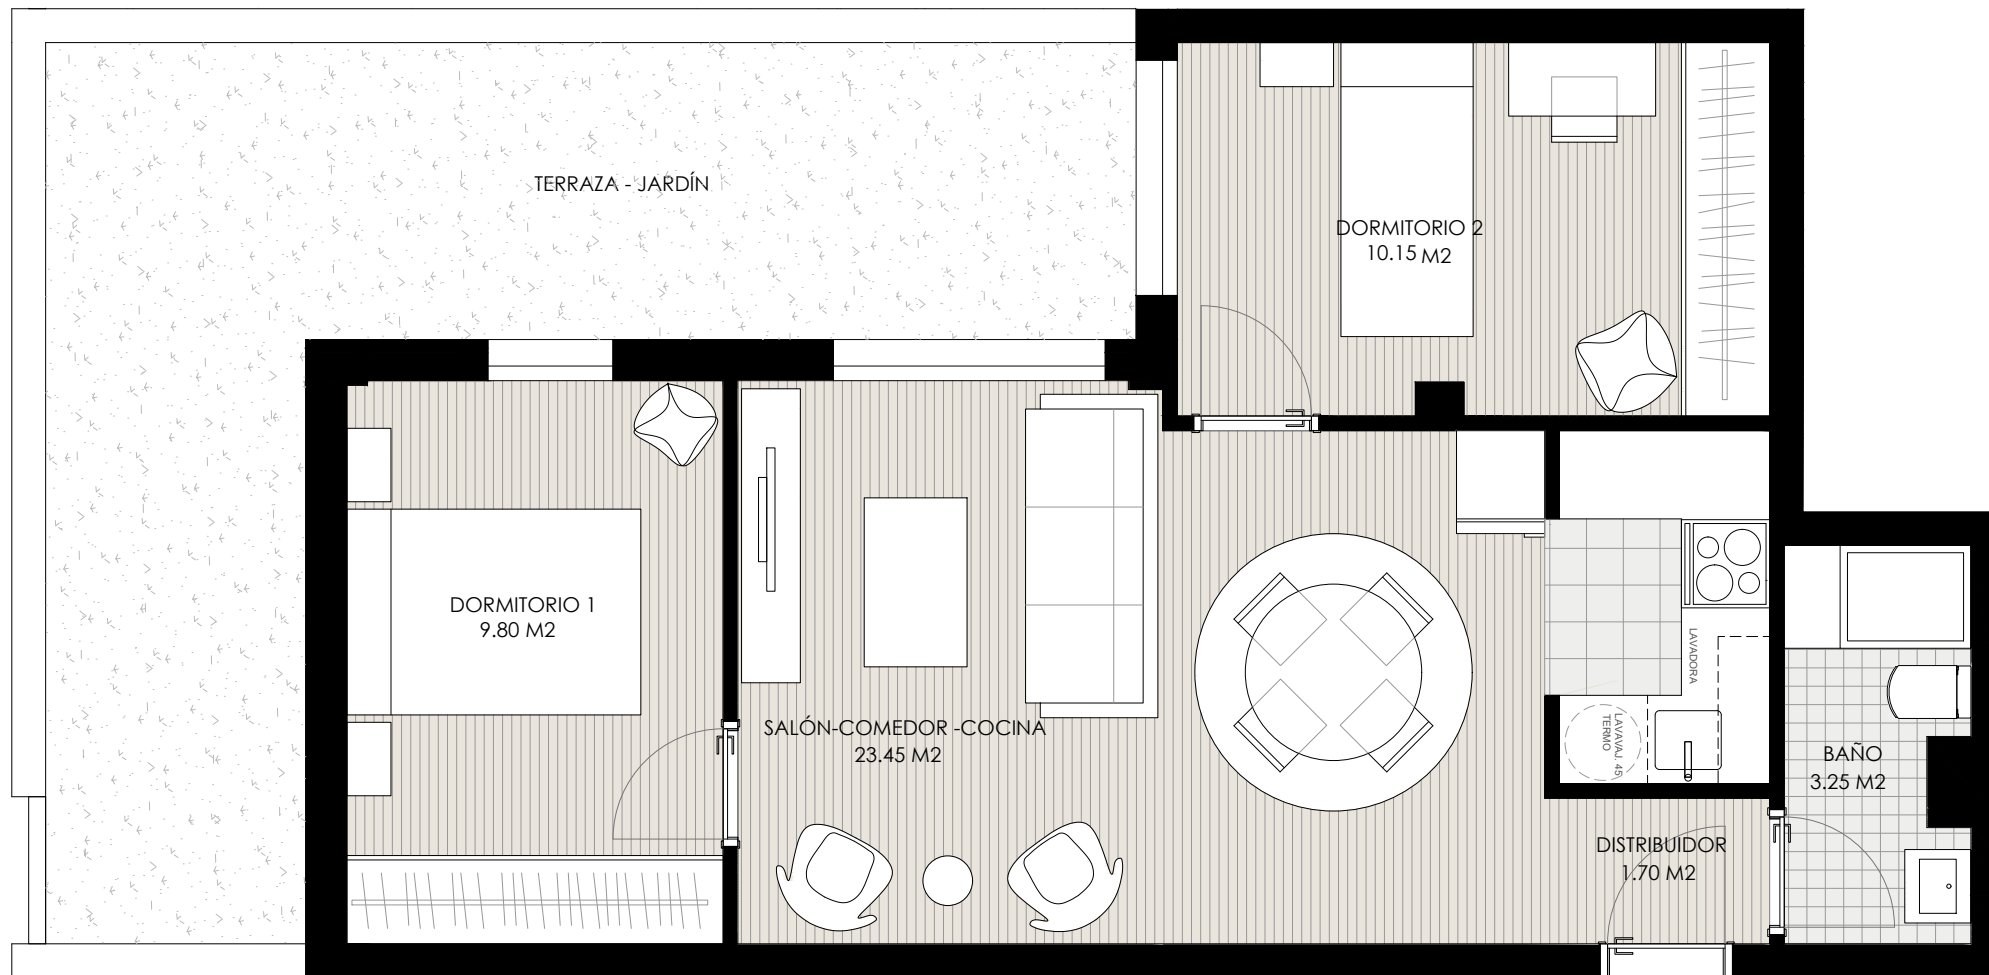 TERRAZA - JARDÍN
DORMITORIO 2
10.15 M2
DORMITORIO 1
9.80 M2
SALÓN-COMEDOR -COCINA
23.45 M2
LAVADORA
LAVAVAJ. 45
TERMO
BAÑO
3.25 M2
DISTRIBUIDOR
1.70 M2